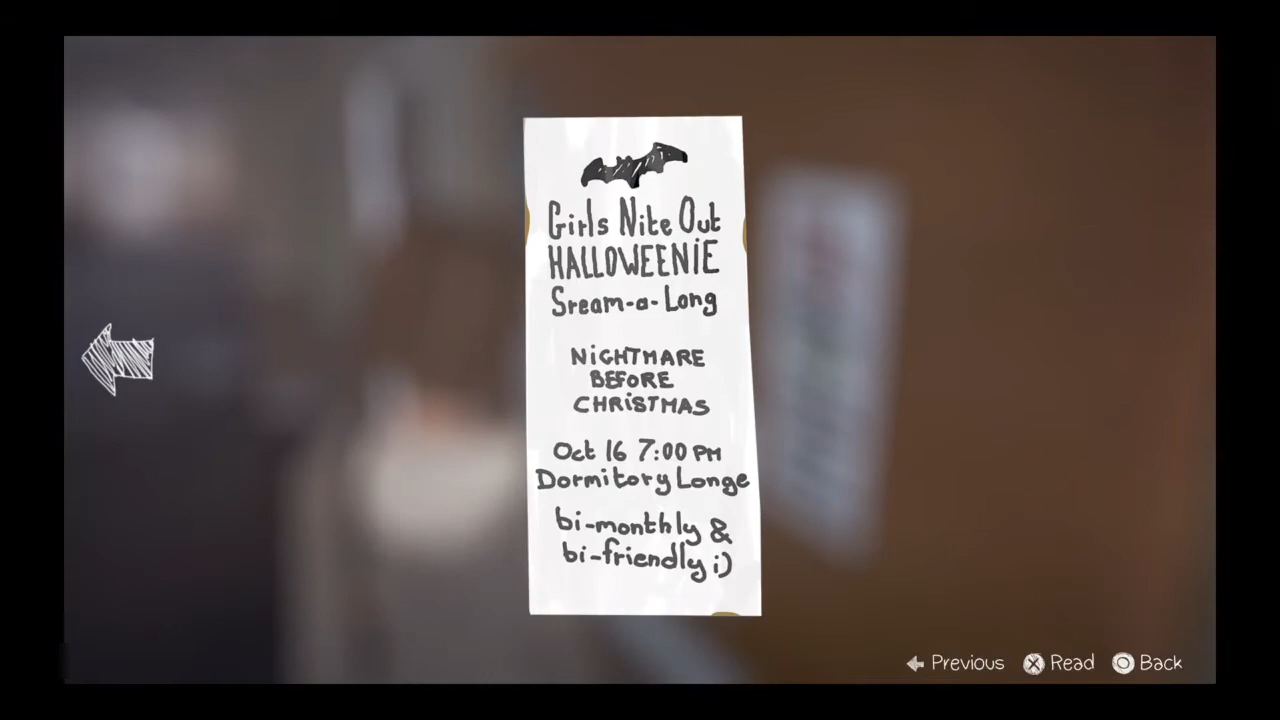 Girls Nite Out
HALLOWEENIE
Sream-a-Long
NiGHTMARE
BEFORE
CHRiSTMAS
Oct 16 7:00 PM
Dormitory Longe
bi-monthly &
bi-friendly ;)
Previous Read Back